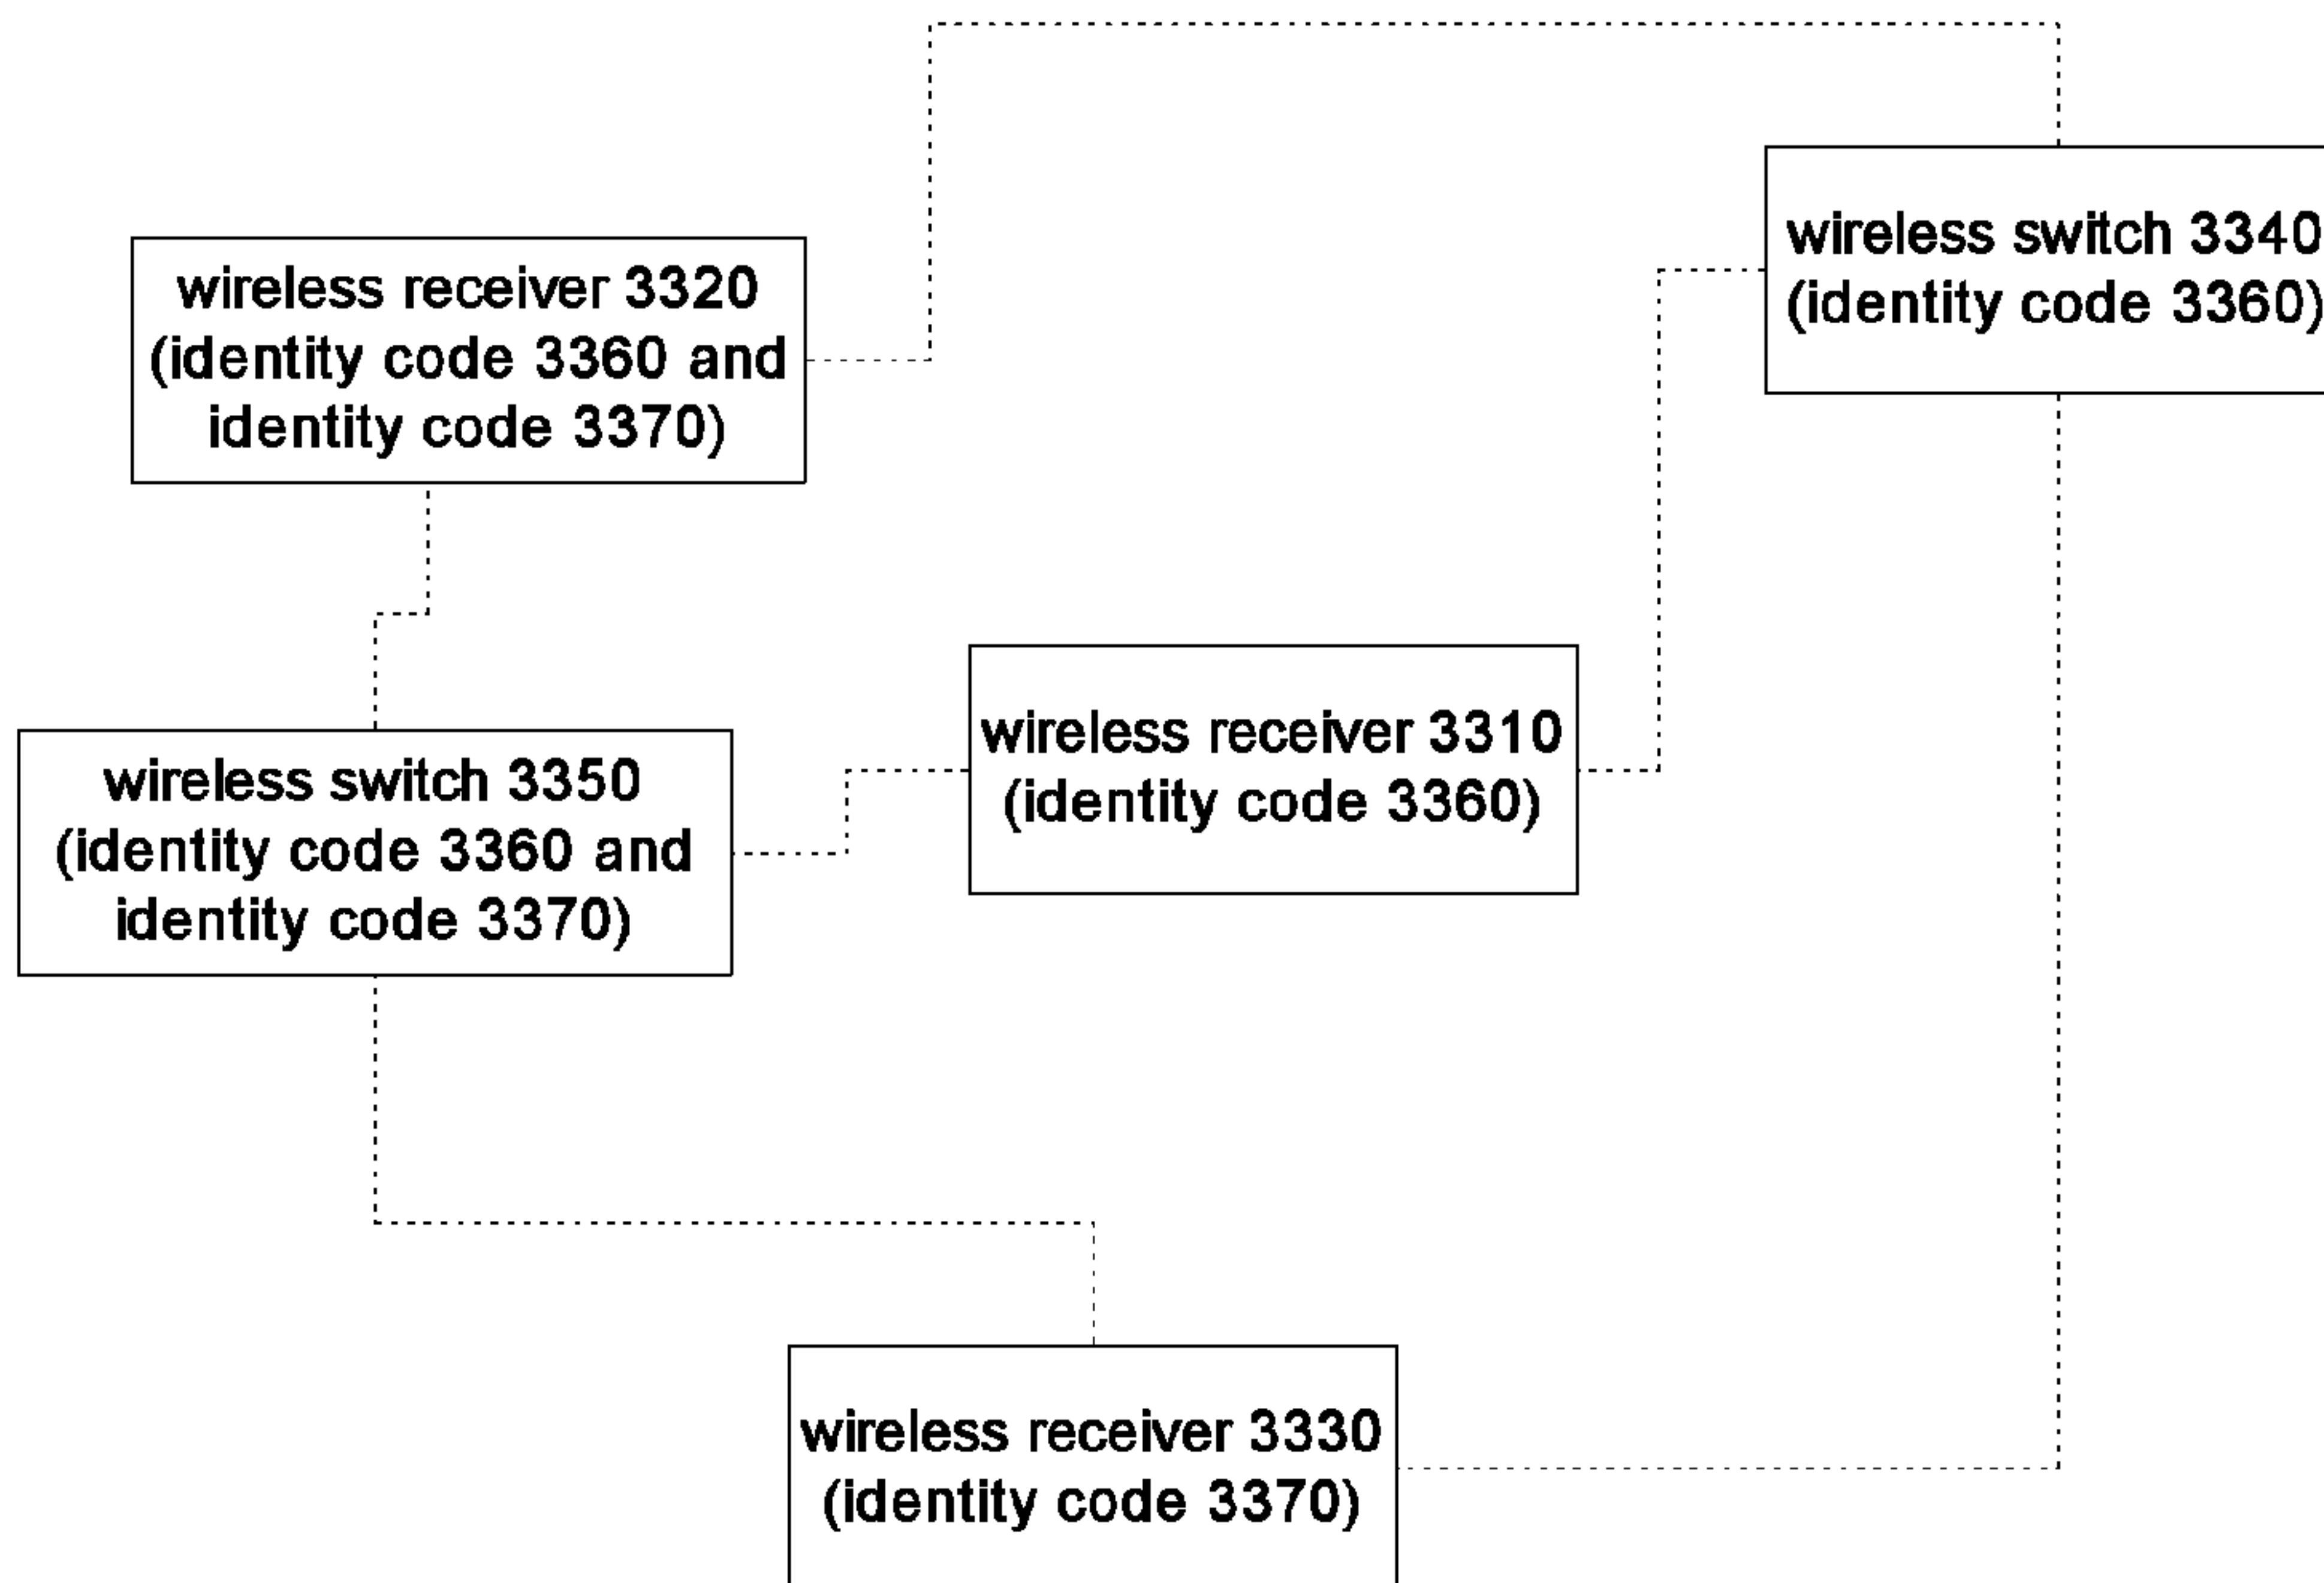 wireless switch 3340
(identity code 3360)
wireless receiver 3320
(identity code 3360 and
identity code 3370)
wireless receiver 3310
(identity code 3360)
wireless switch 3350
(identity code 3360 and
identity code 3370)
wireless receiver 3330
(identity code 3370)